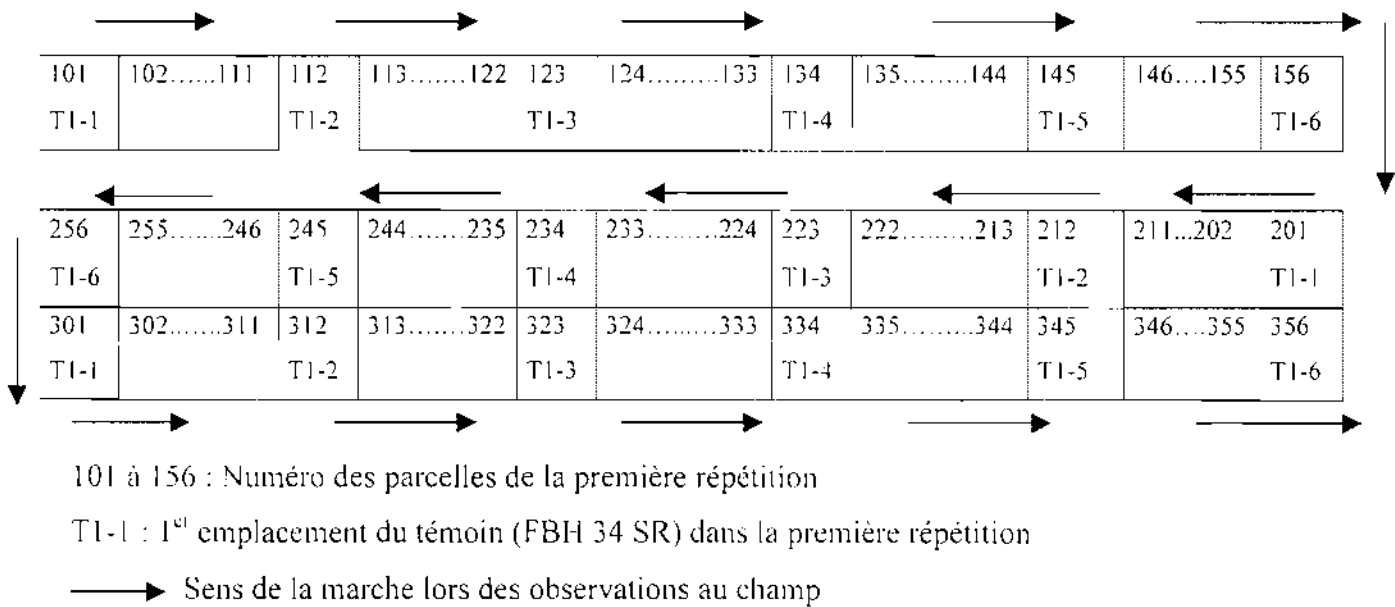 101 102......111 112 113.......122 123 124.........133 134 135........144 145 146....155 156
T1-1 T1-2 T1-3 T1-4 T1-5 T1-6
256 255.......246 245 244.......235 234 233.........224 223 222.........213 212 211...202 201
T1-6 T1-5 T1-4 T1-3 T1-2 T1-1
301 302.......311 312 313.......322 323 324.........333 334 335........344 345 346....355 356
T1-1 T1-2 T1-3 T1-4 T1-5 T1-6
101 à 156 : Numéro des parcelles de la première répétition
T1-1 : 1er emplacement du témoin (FBH 34 SR) dans la première répétition
Sens de la marche lors des observations au champ